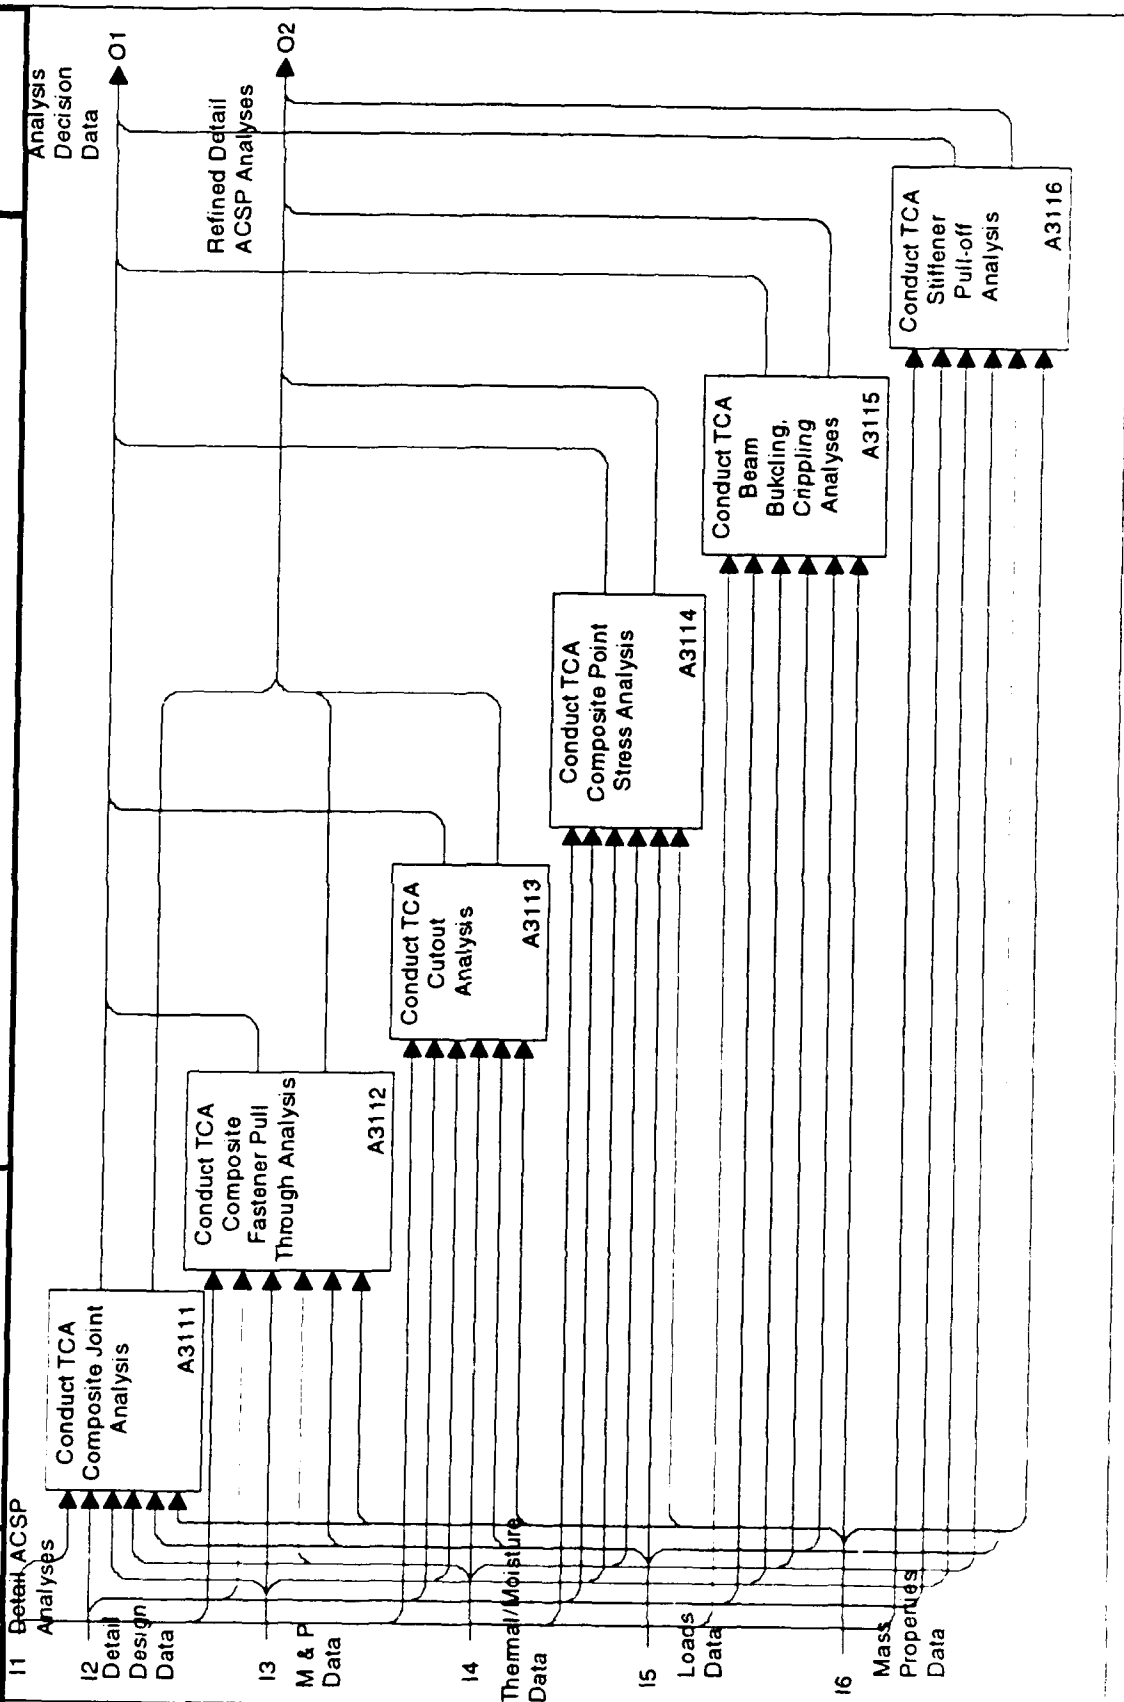 I1 Detail ACSP
Analyses
I2
Detail
Design
Data
I3
M & P
Data
I4
Thermal/Moisture
Data
I5
Loads
Data
I6
Mass
Properues
Data
Conduct TCA
Composite Joint
Analysis
A3111
Conduct TCA
Composite
Fastener Pull
Through Analysis
A3112
Conduct TCA
Cutout
Analysis
A3113
Conduct TCA
Composite Point
Stress Analysis
A3114
Conduct TCA
Beam
Bukcling,
Crippling
Analyses
A3115
Conduct TCA
Stiffener
Pull-off
Analysis
A3116
Analysis
Decision
Data
O1
Refined Detail
ACSP Analyses
O2